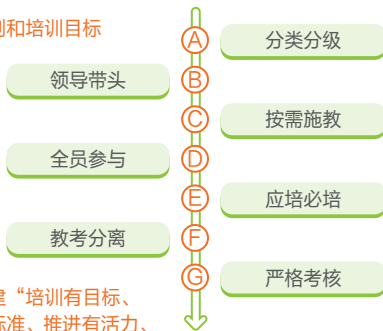 和培训目标
A
分类分级
领导带头
B
C
按需施教
全员参与
D
E
应培必培
教考分离
F
G
严格考核
“培训有目标、
标准、推进有活力、